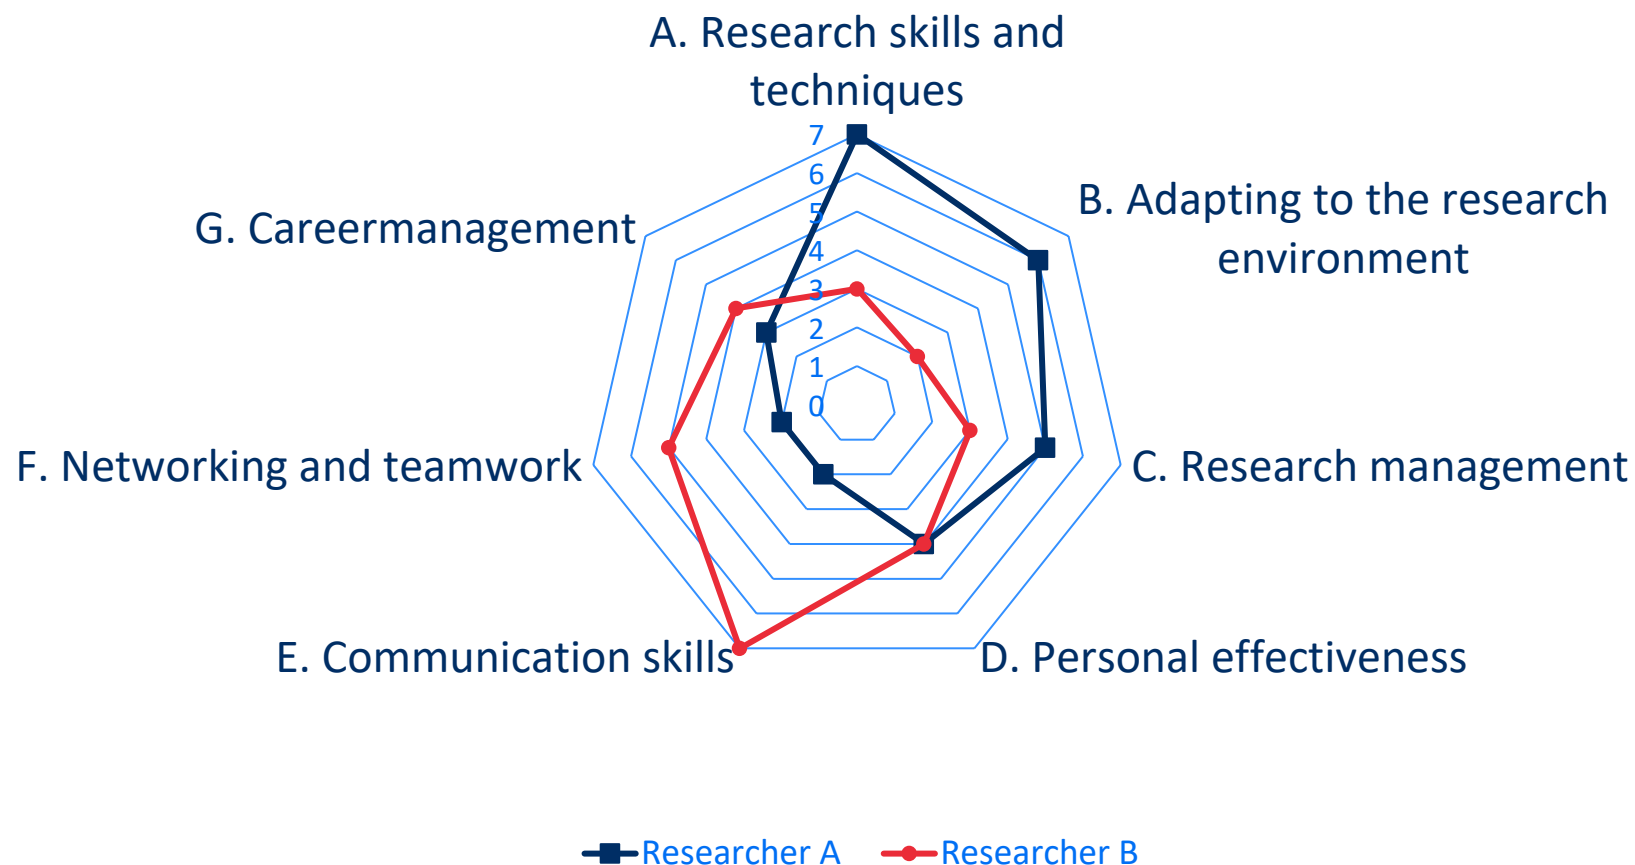 A. Research skills and
techniques
7
6
5
4
3
2
1
0
B. Adapting to the research
environment
G. Careermanagement
F. Networking and teamwork
C. Research management
E. Communication skills
D. Personal effectiveness
Researcher A
Researcher B